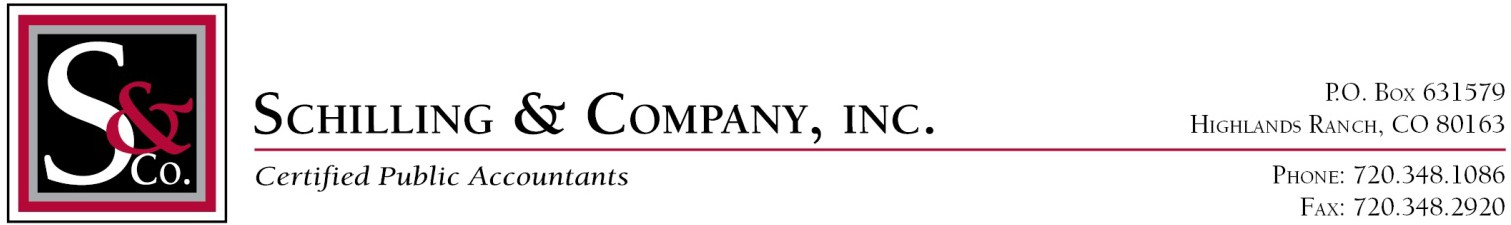 S&
Co.
SCHILLING & COMPANY, INC.
Certified Public Accountants
P.O. BOX 631579
HIGHLANDS RANCH, CO 80163
PHONE: 720.348.1086
FAX: 720.348.2920